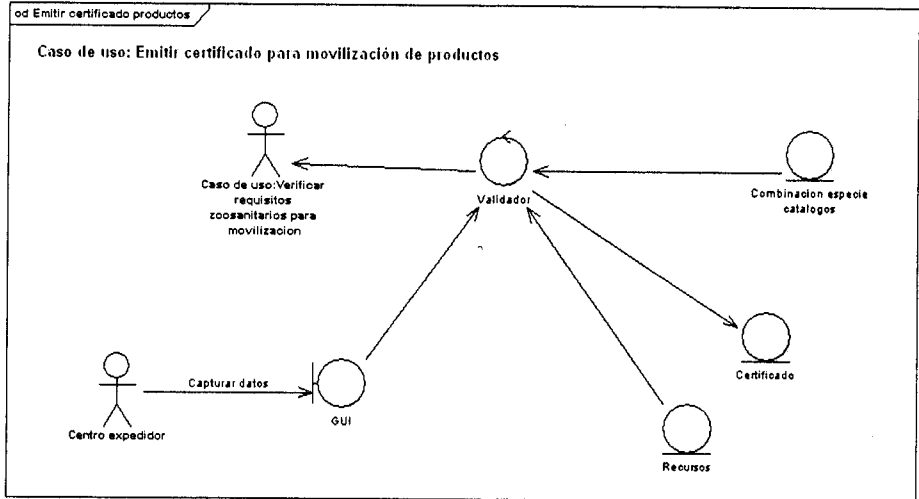 od Emitir certificado productos
Caso de uso: Emitir certificado para movilización de productos
Caso de uso:Verificar
requisitos
zoosanitarios para
movilizacion
Validador
Combinacion especie
catalogos
Capturar datos
Centro expedidor
GUI
Certificado
Recursos